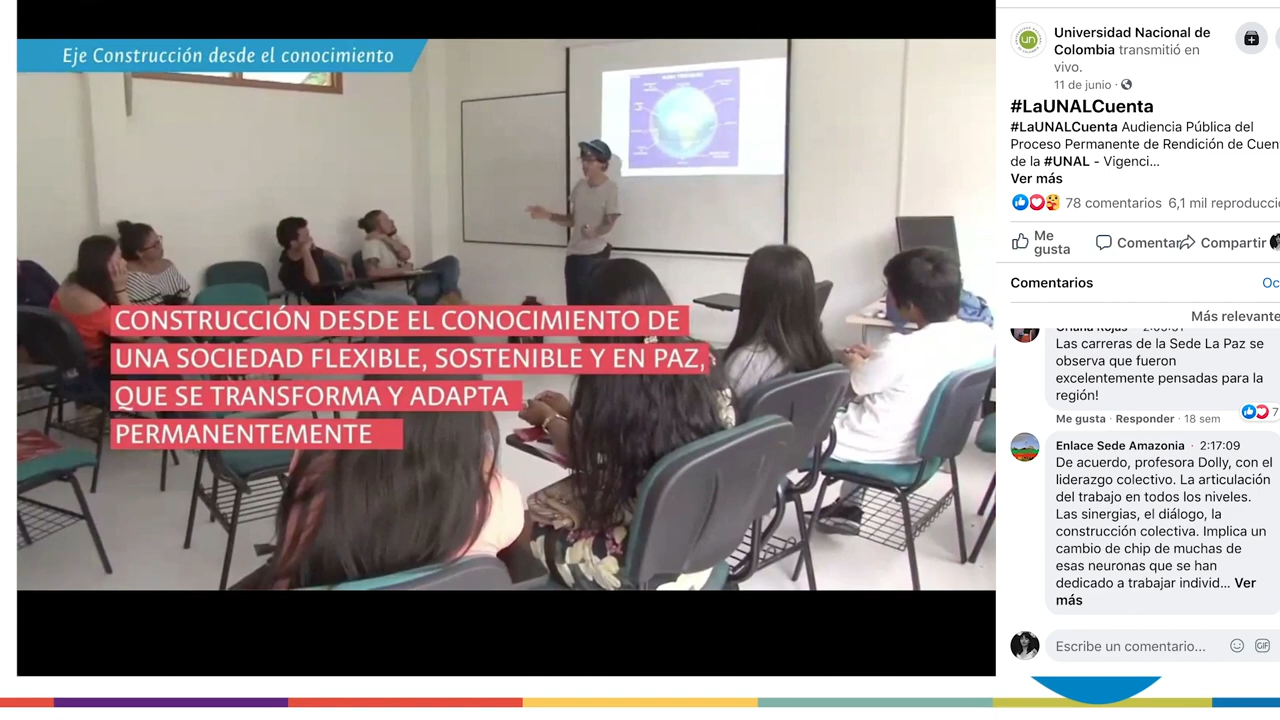 Eje Construcción desde el conocimiento
CONSTRUCCIÓN DESDE EL CONOCIMIENTO DE
UNA SOCIEDAD FLEXIBLE, SOSTENIBLE Y EN PAZ,
QUE SE TRANSFORMA Y ADAPTA
PERMANENTEMENTE
un
Universidad Nacional de
Colombia transmitió en
vivo.
11 de junio ·
#LaUNALCuenta
#LaUNALCuenta Audiencia Pública del
Proceso Permanente de Rendición de Cuen
de la #UNAL - Vigenci...
Ver más
78 comentarios 6,1 mil reproducci
Me gusta
Comentar
Compartir
Comentarios
Más relevante
Las carreras de la Sede La Paz se
observa que fueron
excelentemente pensadas para la
región!
Me gusta · Responder · 18 sem
7
Enlace Sede Amazonia · 2:17:09
De acuerdo, profesora Dolly, con el
liderazgo colectivo. La articulación
del trabajo en todos los niveles.
Las sinergias, el diálogo, la
construcción colectiva. Implica un
cambio de chip de muchas de
esas neuronas que se han
dedicado a trabajar individ... Ver
más
Escribe un comentario...
GIF